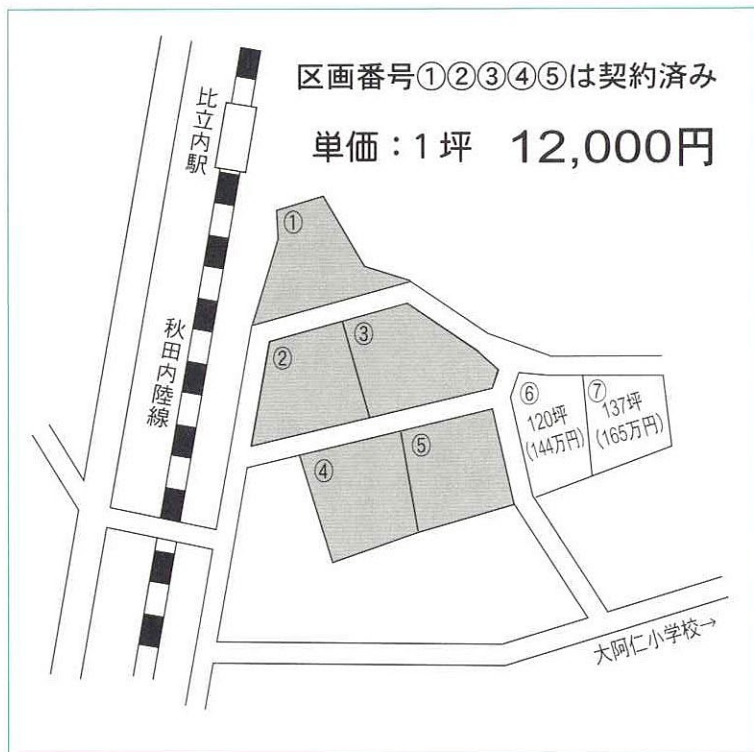 区画番号①②③④⑤は契約済み
単価：1坪　12,000円
比立内駅
秋田内陸線
①
②
③
④
⑤
⑥
120坪
(144万円)
⑦
137坪
(165万円)
大阿仁小学校→